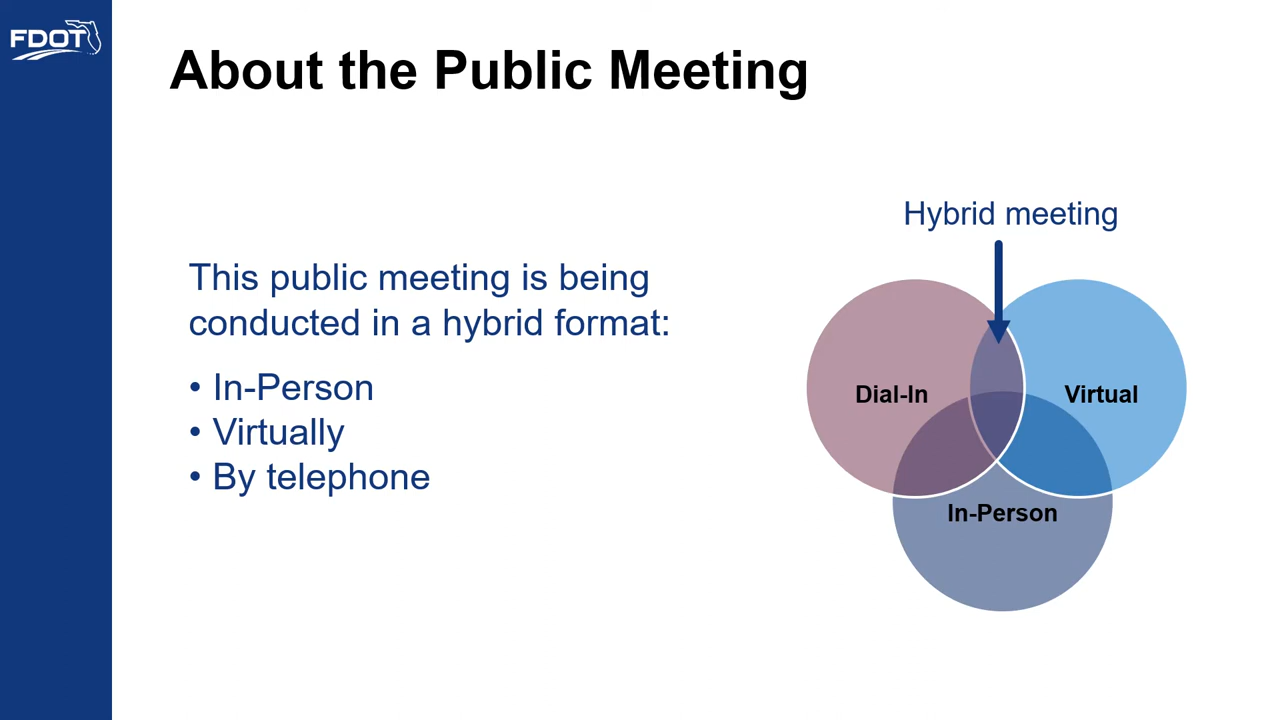 FDOT
About the Public Meeting
This public meeting is being
conducted in a hybrid format:
• In-Person
• Virtually
• By telephone
Hybrid meeting
Dial-In
Virtual
In-Person